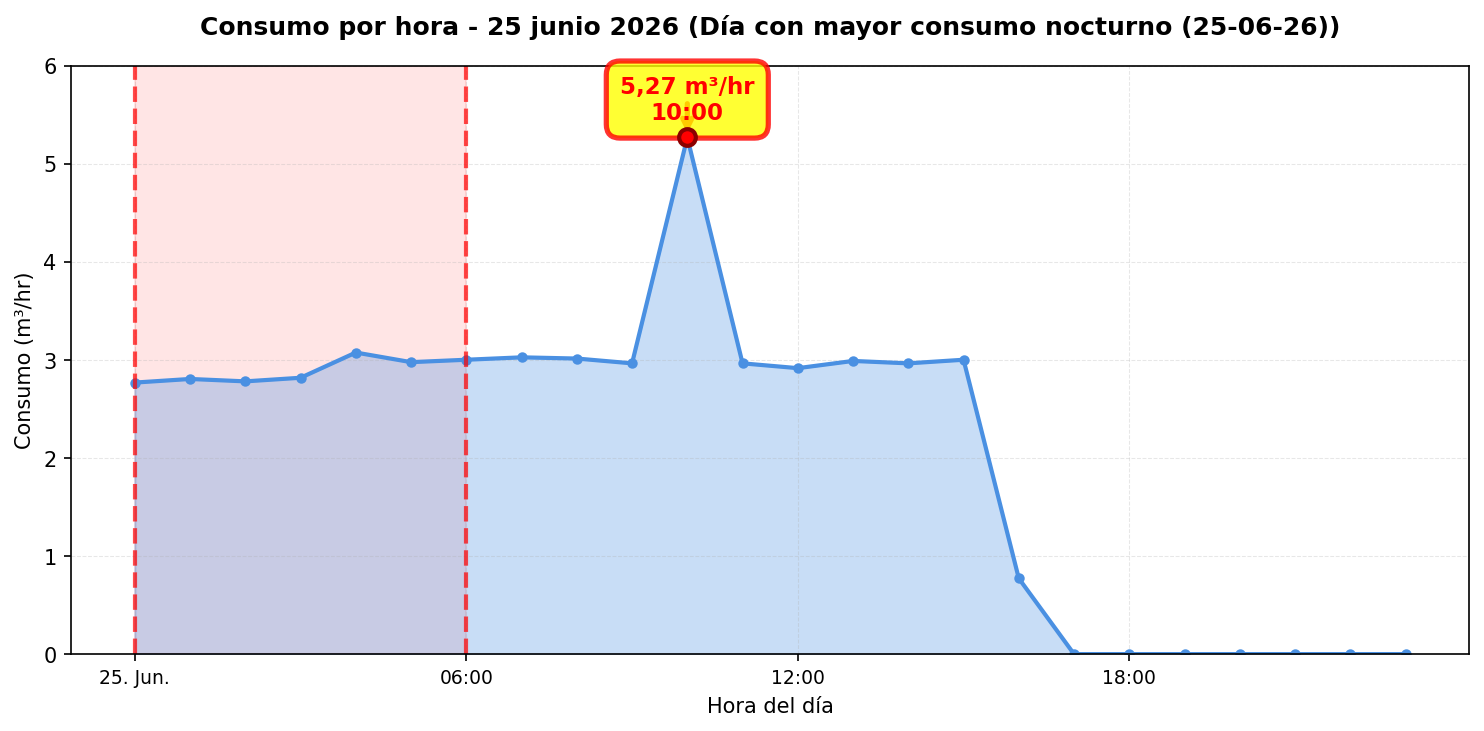 Consumo por hora - 25 junio 2026 (Día con mayor consumo nocturno (25-06-26))
5,27 m³/hr
10:00
Consumo (m³/hr)
6
5
4
3
2
1
0
25. Jun.
06:00
12:00
18:00
Hora del día